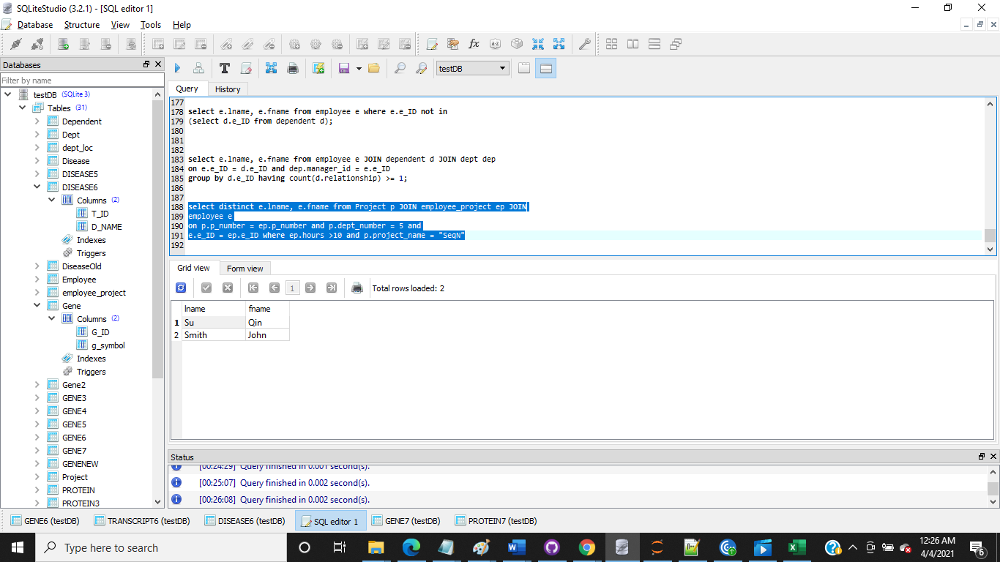 SQLiteStudio (3.2.1) - [SQL editor 1]
Database Structure View Tools Help
Databases
testDB
Filter by name
testDB (SQLite 3)
Tables (31)
Dependent
Dept
dept_loc
Disease
DISEASE5
DISEASE6
Columns (2)
T_ID
D_NAME
Indexes
Triggers
DiseaseOld
Employee
employee_project
Gene
Columns (2)
G_ID
g_symbol
Indexes
Triggers
Gene2
GENE3
GENE4
GENE5
GENE6
GENE7
GENENEW
Project
PROTEIN
PROTEIN3
Query History
177
178 select e.lname, e.fname from employee e where e.e_ID not in
179 (select d.e_ID from dependent d);
180
181
182
183 select e.lname, e.fname from employee e JOIN dependent d JOIN dept dep
184 on e.e_ID = d.e_ID and dep.manager_id = e.e_ID
185 group by d.e_ID having count(d.relationship) >= 1;
186
187
188 select distinct e.lname, e.fname from Project p JOIN employee_project ep JOIN
189 employee e
190 on p.p_number = ep.p_number and p.dept_number = 5 and
191 e.e_ID = ep.e_ID where ep.hours >10 and p.project_name = "SeqN"
192
Grid view Form view
1 Total rows loaded: 2
lname fname
1 Su Qin
2 Smith John
Status
[00:24:29] Query finished in 0.001 second(s).
[00:25:07] Query finished in 0.002 second(s).
[00:26:08] Query finished in 0.002 second(s).
GENE6 (testDB) TRANSCRIPT6 (testDB) DISEASE6 (testDB) SQL editor 1 GENE7 (testDB) PROTEIN7 (testDB)
Type here to search
12:26 AM
4/4/2021
6